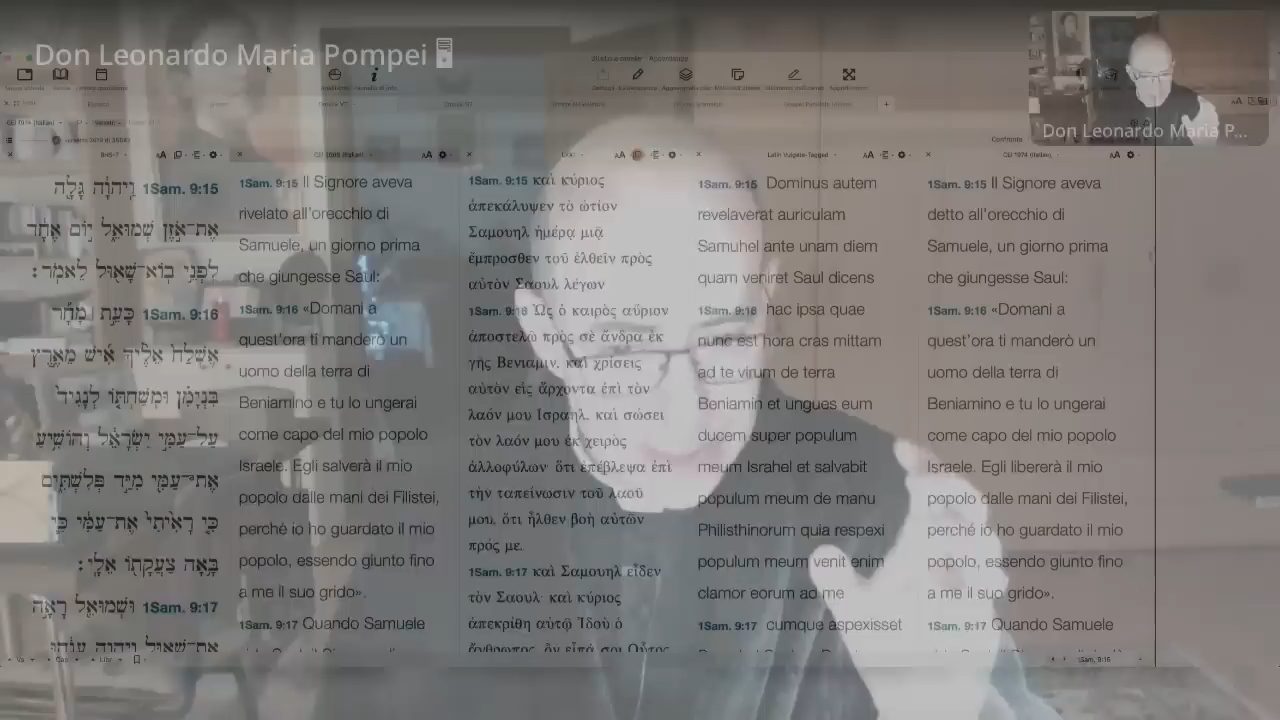 Don Leonardo Maria Pompei
Don Leonardo Maria P...
1Sam. 9:15 וַֽיהוָ֔ה גָּלָ֖ה
אֶת־אֹ֣זֶן שְׁמוּאֵ֑ל י֣וֹם אֶחָ֔ד
לִפְנֵ֥י בֽוֹא־שָׁא֖וּל לֵאמֹֽר׃
1Sam. 9:16 כָּעֵ֣ת ׀ מָחָ֡ר
אֶשְׁלַח֩ אֵלֶ֨יךָ אִ֜ישׁ מֵאֶ֣רֶץ
בִּנְיָמִ֗ן וּמְשַׁחְתּ֤וֹ לְנָגִיד֙
עַל־עַמִּ֣י יִשְׂרָאֵ֔ל וְהוֹשִׁ֥יעַ
אֶת־עַמִּ֖י מִיַּ֣ד פְּלִשְׁתִּ֑ים
כִּ֤י רָאִ֙יתִי֙ אֶת־עַמִּ֔י כִּ֛י
בָּ֥אָה צַעֲקָת֖וֹ אֵלָֽי׃
1Sam. 9:17 וּשְׁמוּאֵ֖ל רָאָ֣ה
1Sam. 9:15 Il Signore aveva
rivelato all'orecchio di
Samuele, un giorno prima
che giungesse Saul:
1Sam. 9:16 «Domani a
quest'ora ti manderò un
uomo della terra di
Beniamino e tu lo ungerai
come capo del mio popolo
Israele. Egli salverà il mio
popolo dalle mani dei Filistei,
perché io ho guardato il mio
popolo, essendo giunto fino
a me il suo grido».
1Sam. 9:17 Quando Samuele
1Sam. 9:15 καὶ κύριος
ἀπεκάλυψεν τὸ ὠτίον
Σαμουηλ ἡμέρᾳ μιᾷ
ἔμπροσθεν τοῦ ἐλθεῖν πρὸς
αὐτὸν Σαουλ λέγων
1Sam. 9:16 Ὡς ὁ καιρὸς αὔριον
ἀποστελῶ πρὸς σὲ ἄνδρα ἐκ
γῆς Βενιαμιν, καὶ χρίσεις
αὐτὸν εἰς ἄρχοντα ἐπὶ τὸν
λαόν μου Ισραηλ, καὶ σώσει
τὸν λαόν μου ἐκ χειρὸς
ἀλλοφύλων· ὅτι ἐπέβλεψα ἐπὶ
τὴν ταπείνωσιν τοῦ λαοῦ
μου, ὅτι ἦλθεν βοὴ αὐτῶν
πρός με.
1Sam. 9:17 καὶ Σαμουηλ εἶδεν
τὸν Σαουλ· καὶ κύριος
ἀπεκρίθη αὐτῷ Ἰδοὺ ὁ
ἄνθρωπος, ὃν εἶπά σοι Οὗτος
1Sam. 9:15 Dominus autem
revelaverat auriculam
Samuhel ante unam diem
quam veniret Saul dicens
1Sam. 9:16 hac ipsa quae
nunc est hora cras mittam
ad te virum de terra
Beniamin et ungues eum
ducem super populum
meum Israhel et salvabit
populum meum de manu
Philisthinorum quia respexi
populum meum venit enim
clamor eorum ad me
1Sam. 9:17 cumque aspexisset
1Sam. 9:15 Il Signore aveva
detto all'orecchio di
Samuele, un giorno prima
che giungesse Saul:
1Sam. 9:16 «Domani a
quest'ora ti manderò un
uomo della terra di
Beniamino e tu lo ungerai
come capo del mio popolo
Israele. Egli libererà il mio
popolo dalle mani dei Filistei,
perché io ho guardato il mio
popolo, essendo giunto fino
a me il suo grido».
1Sam. 9:17 Quando Samuele
1Sam. 9:15